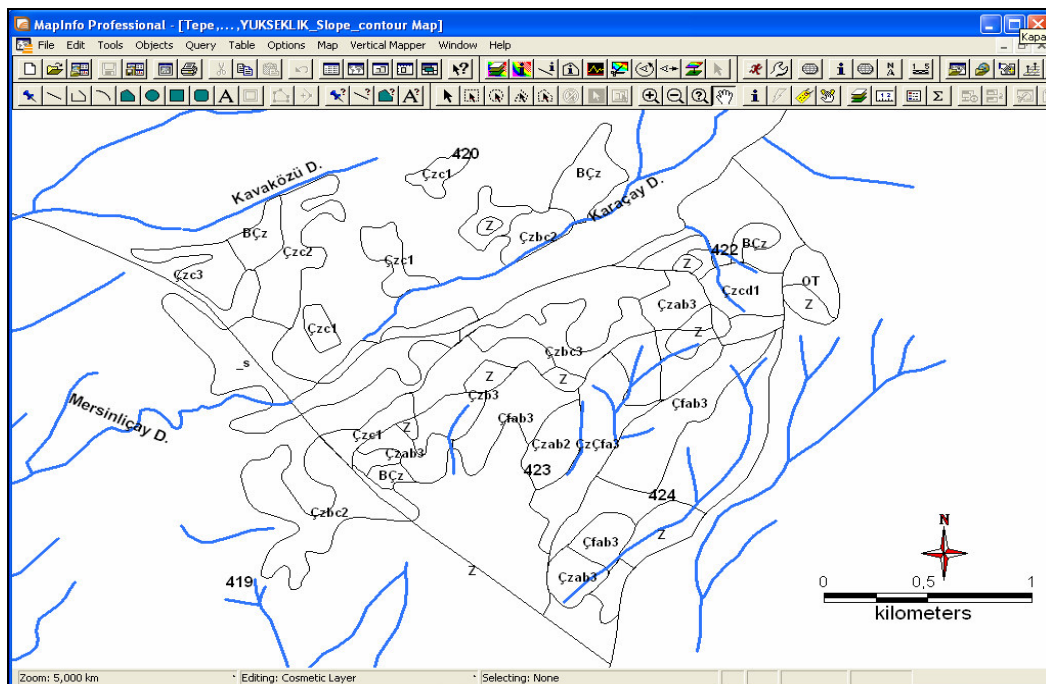 MapInfo Professional - [Tepe,...,YUKSEKLIK_Slope_contour Map]
Kapa
File Edit Tools Objects Query Table Options Map Vertical Mapper Window Help
420
Çzc1
BÇz
Kavaközü D.
Karaçay D.
Z
BÇz
Çzbc2
Çzc2
Çzc1
422
BÇz
Z
Çzc3
Çzab3
Çzcd1
OT
Z
Çzc1
Z
_s
Çzbc3
Z
Z
Mersinliçay D.
Çzb3
Çfab3
Çfab3
Çzc1
Z
Çzab3
Çzab2
ÇzÇfa3
BÇz
423
424
Çzbc2
Z
Çfab3
N
Z
419
Çzab3
0 0,5 1
kilometers
Zoom: 5,000 km
Editing: Cosmetic Layer
Selecting: None